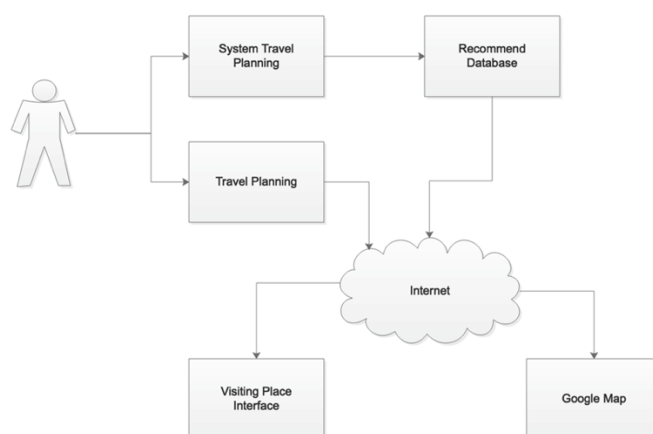 System Travel
Planning
Recommend
Database
Travel Planning
Internet
Visiting Place
Interface
Google Map